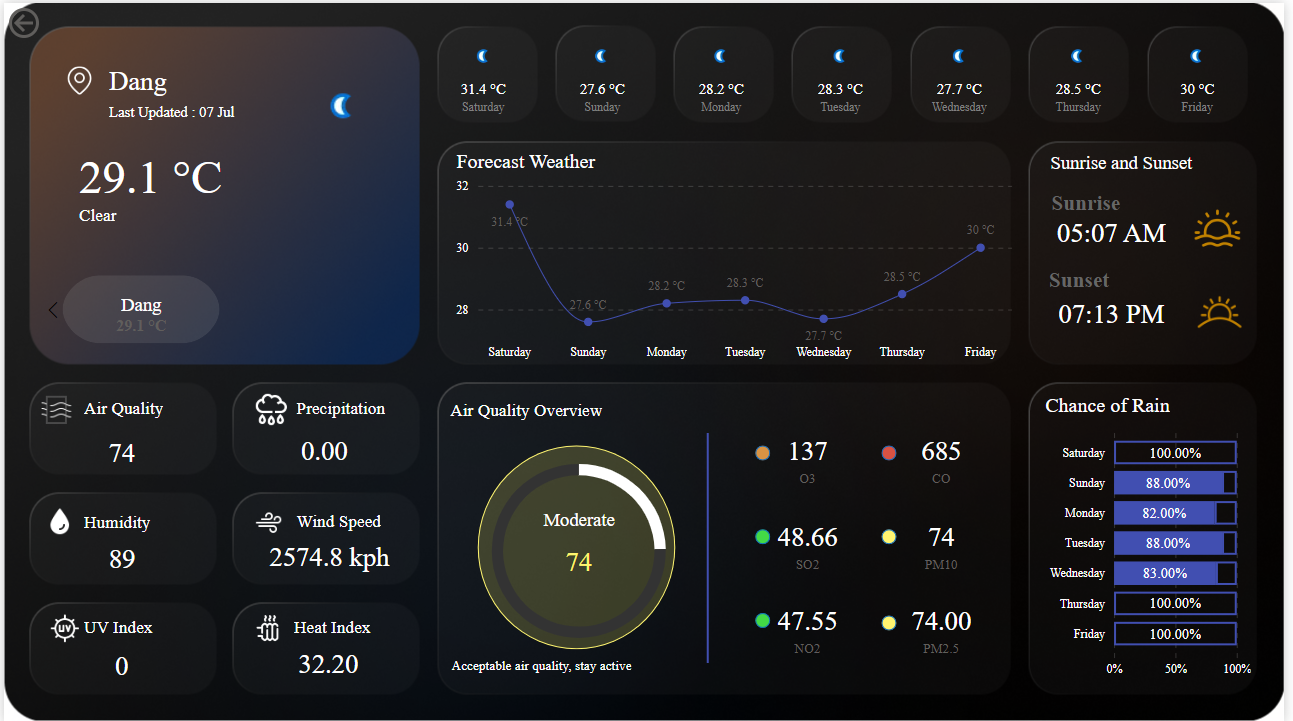 Dang
Last Updated : 07 Jul
29.1 °C
Clear
Dang
29.1 °C
31.4 °C
Saturday
27.6 °C
Sunday
28.2 °C
Monday
28.3 °C
Tuesday
27.7 °C
Wednesday
28.5 °C
Thursday
30 °C
Friday
Forecast Weather
32
30
28
31.4 °C
27.6 °C
28.2 °C
28.3 °C
27.7 °C
28.5 °C
30 °C
Saturday Sunday Monday Tuesday Wednesday Thursday Friday
Sunrise and Sunset
Sunrise
05:07 AM
Sunset
07:13 PM
Air Quality
74
Precipitation
0.00
Humidity
89
Wind Speed
2574.8 kph
UV
UV Index
0
Heat Index
32.20
Air Quality Overview
Moderate
74
Acceptable air quality, stay active
137
O3
685
CO
48.66
SO2
74
PM10
47.55
NO2
74.00
PM2.5
Chance of Rain
Saturday 100.00%
Sunday 88.00%
Monday 82.00%
Tuesday 88.00%
Wednesday 83.00%
Thursday 100.00%
Friday 100.00%
0% 50% 100%